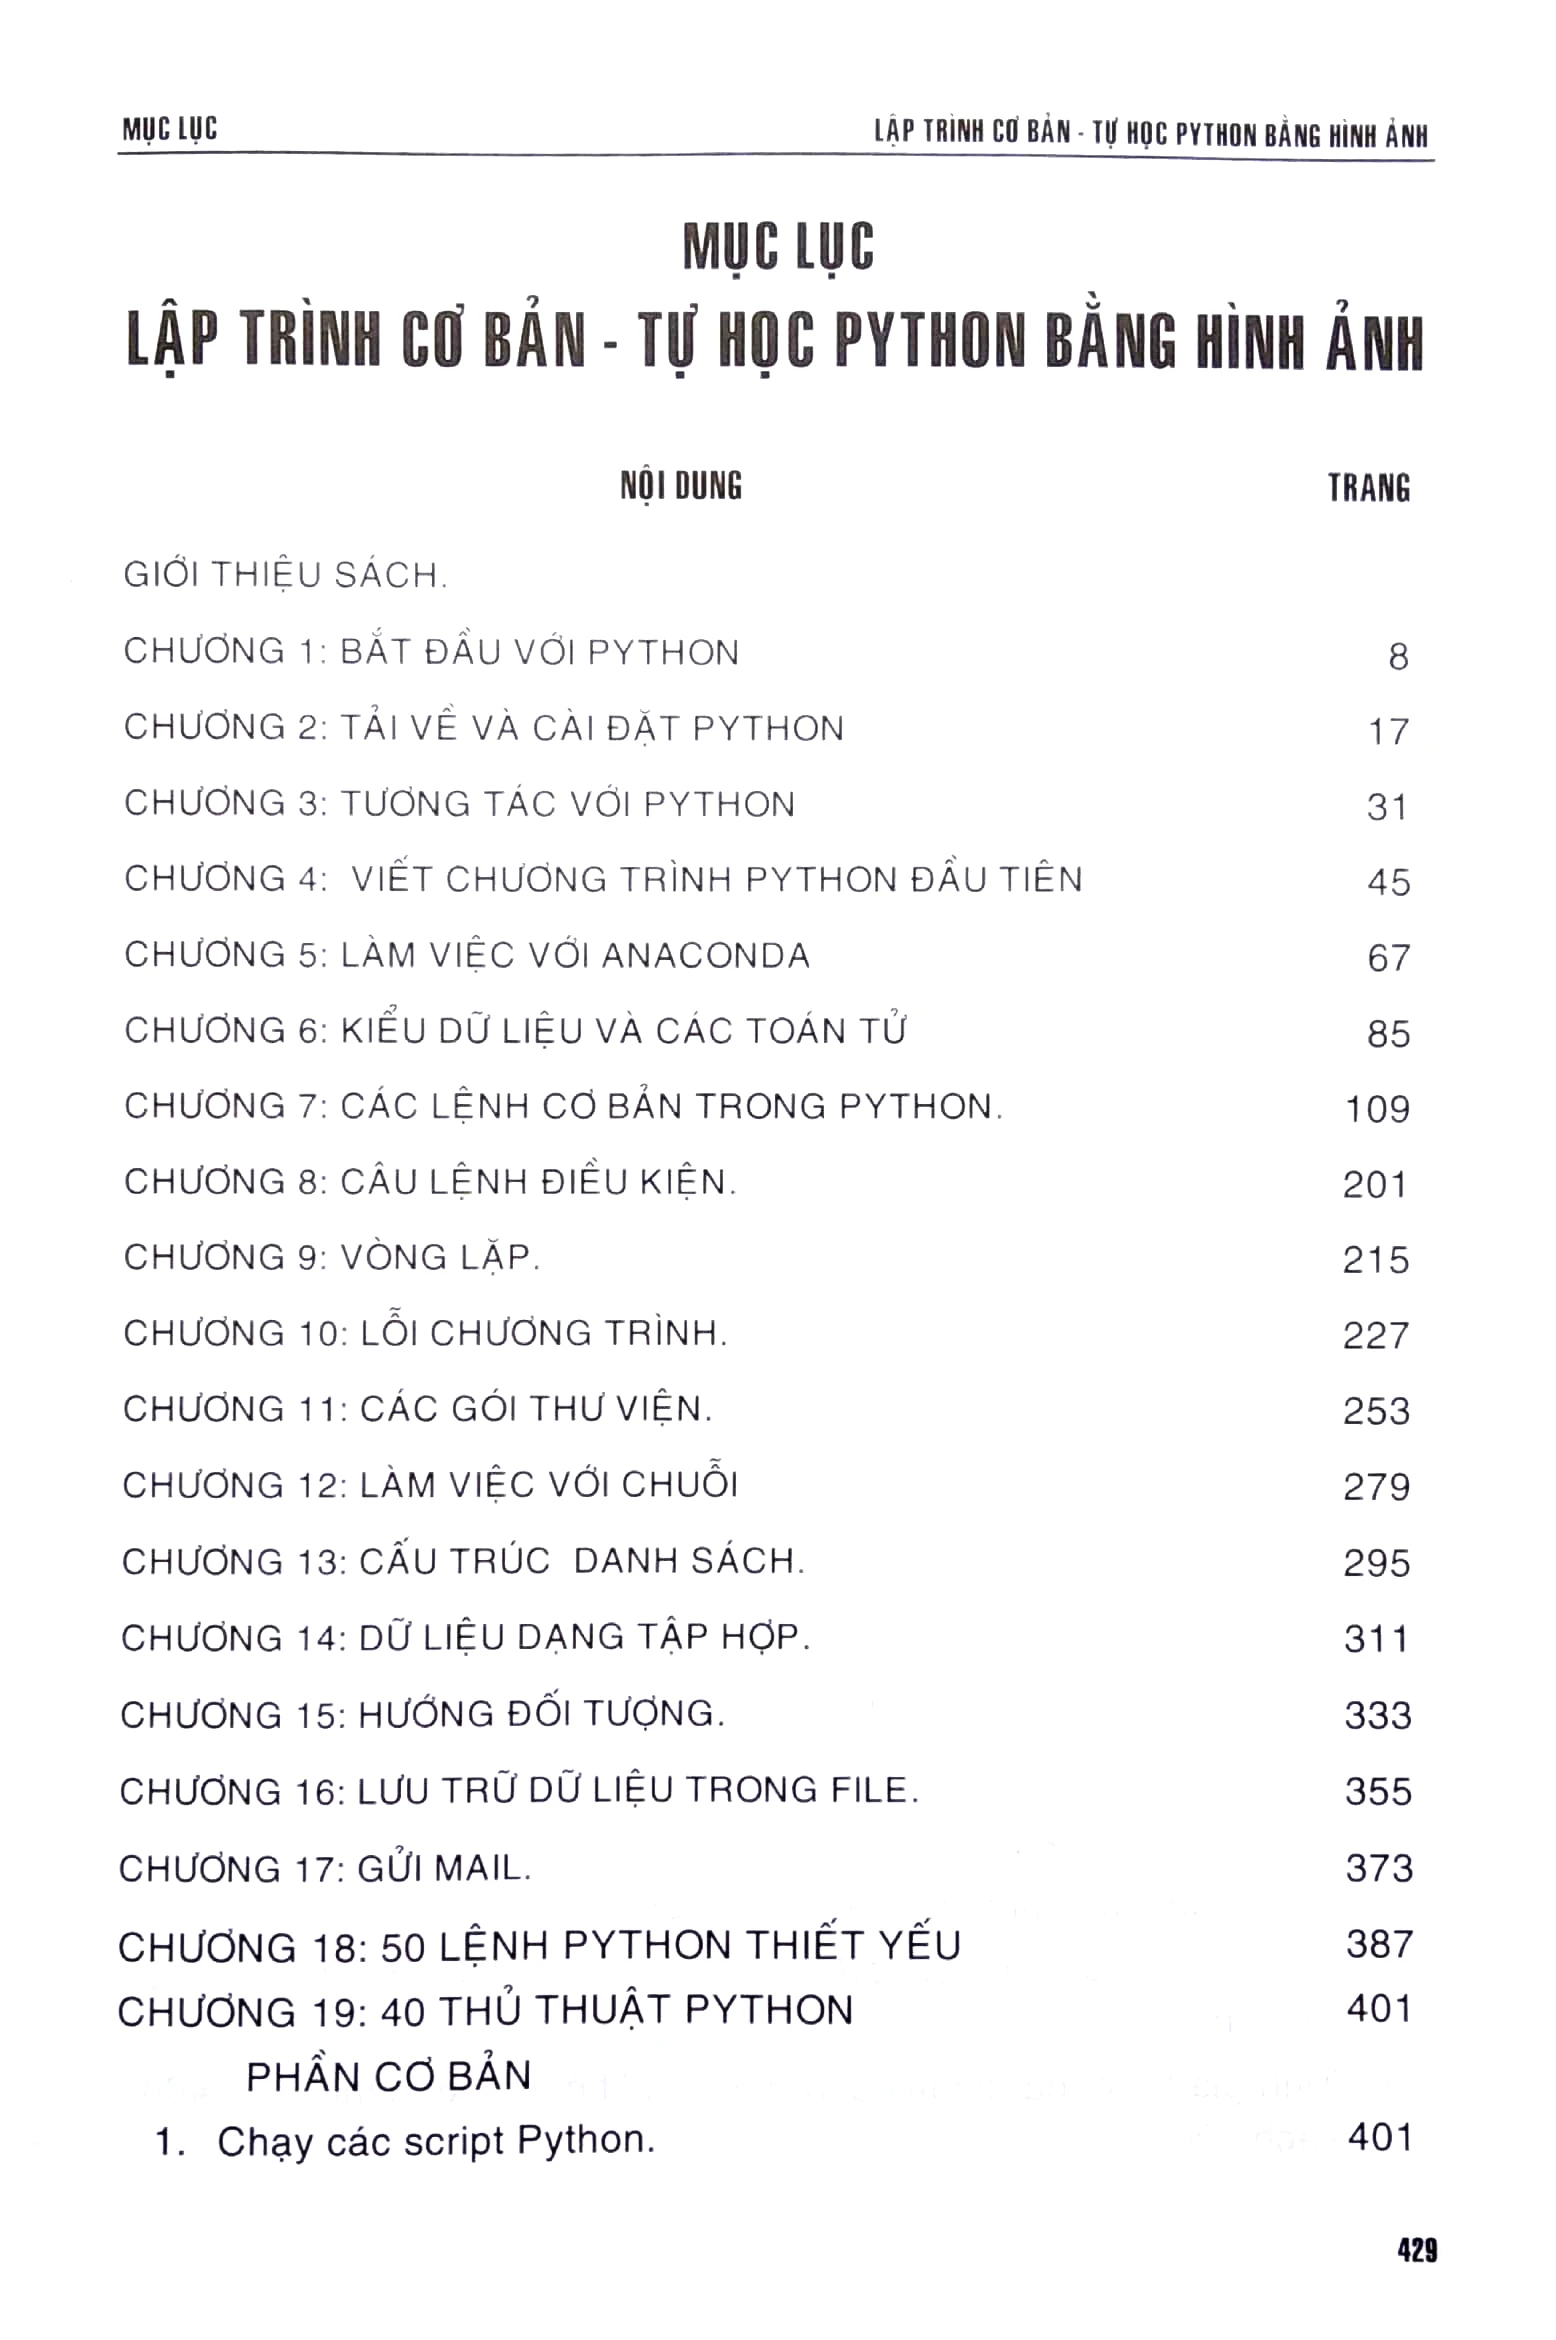 MỤC LỤC LẬP TRÌNH CƠ BẢN - TỰ HỌC PYTHON BẰNG HÌNH ẢNH
MỤC LỤC
LẬP TRÌNH CƠ BẢN - TỰ HỌC PYTHON BẰNG HÌNH ẢNH
NỘI DUNG TRANG
GIỚI THIỆU SÁCH.
CHƯƠNG 1: BẮT ĐẦU VỚI PYTHON 8
CHƯƠNG 2: TẢI VỀ VÀ CÀI ĐẶT PYTHON 17
CHƯƠNG 3: TƯƠNG TÁC VỚI PYTHON 31
CHƯƠNG 4: VIẾT CHƯƠNG TRÌNH PYTHON ĐẦU TIÊN 45
CHƯƠNG 5: LÀM VIỆC VỚI ANACONDA 67
CHƯƠNG 6: KIỂU DỮ LIỆU VÀ CÁC TOÁN TỬ 85
CHƯƠNG 7: CÁC LỆNH CƠ BẢN TRONG PYTHON. 109
CHƯƠNG 8: CÂU LỆNH ĐIỀU KIỆN. 201
CHƯƠNG 9: VÒNG LẶP. 215
CHƯƠNG 10: LỖI CHƯƠNG TRÌNH. 227
CHƯƠNG 11: CÁC GÓI THƯ VIỆN. 253
CHƯƠNG 12: LÀM VIỆC VỚI CHUỖI 279
CHƯƠNG 13: CẤU TRÚC DANH SÁCH. 295
CHƯƠNG 14: DỮ LIỆU DẠNG TẬP HỢP. 311
CHƯƠNG 15: HƯỚNG ĐỐI TƯỢNG. 333
CHƯƠNG 16: LƯU TRỮ DỮ LIỆU TRONG FILE. 355
CHƯƠNG 17: GỬI MAIL. 373
CHƯƠNG 18: 50 LỆNH PYTHON THIẾT YẾU 387
CHƯƠNG 19: 40 THỦ THUẬT PYTHON 401
PHẦN CƠ BẢN
1. Chạy các script Python. 401
429